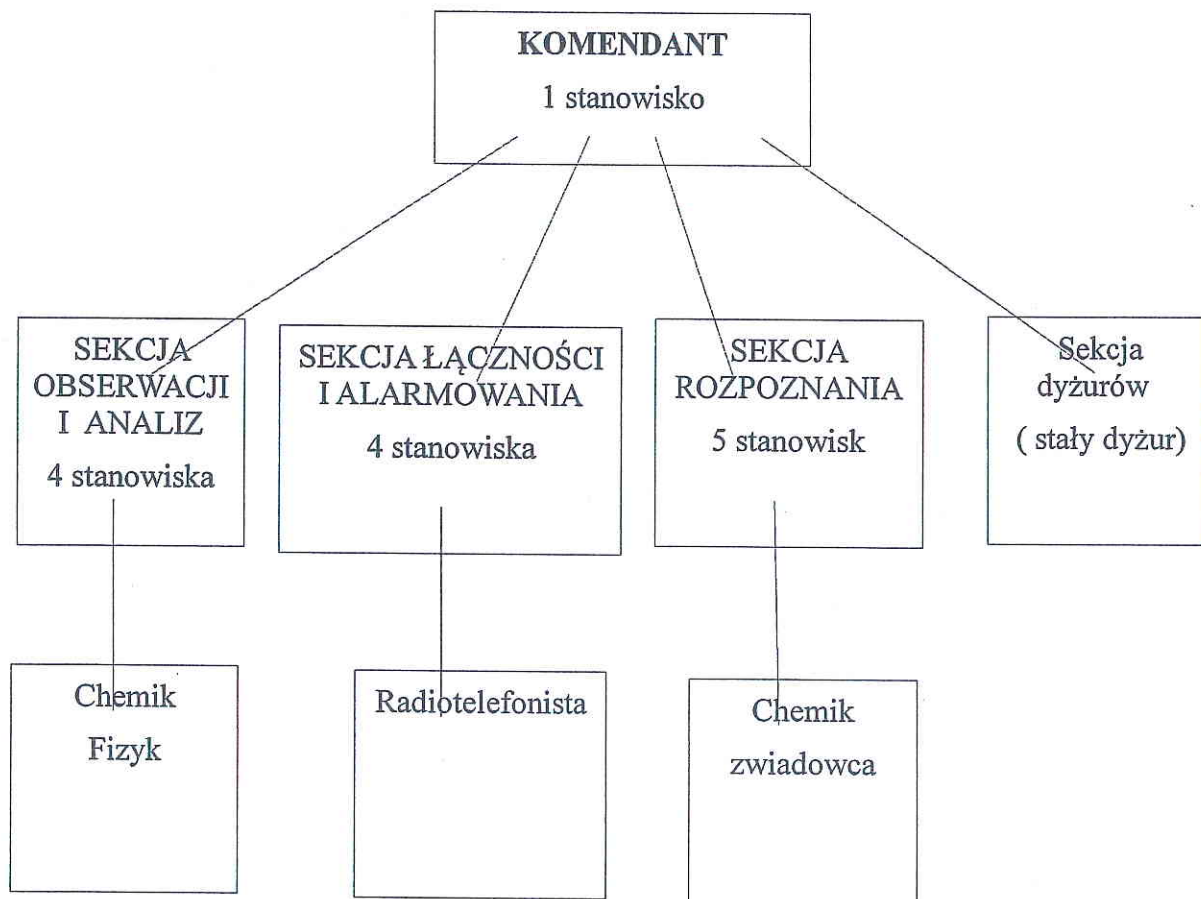 KOMENDANT
1 stanowisko
SEKCJA
OBSERWACJI
I ANALIZ
4 stanowiska
SEKCJA ŁĄCZNOŚCI
I ALARMOWANIA
4 stanowiska
SEKCJA
ROZPOZNANIA
5 stanowisk
Sekcja
dyżurów
( stały dyżur)
Chemik
Fizyk
Radiotelefonista
Chemik
zwiadowca